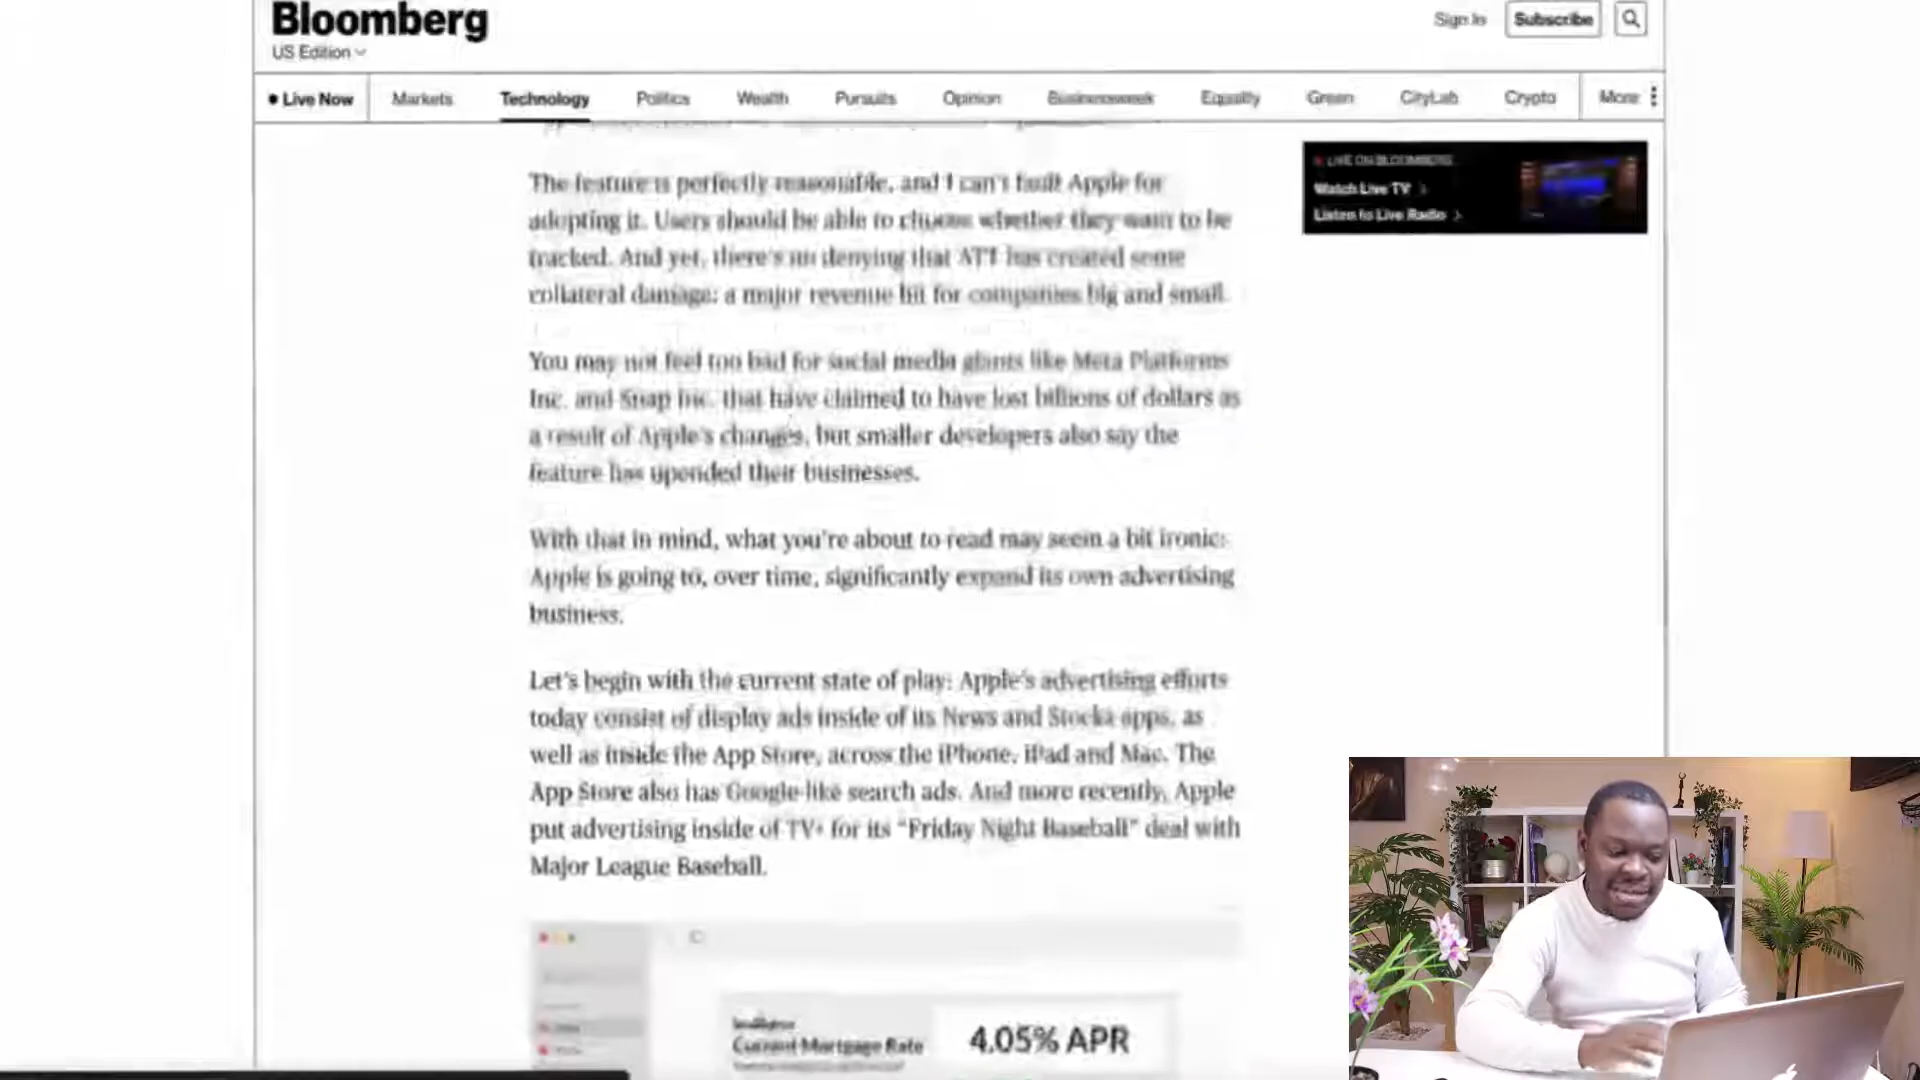 Bloomberg
US Edition
Sign In
Subscribe
Live Now
Markets
Technology
Politics
Wealth
Pursuits
Opinion
Businessweek
Equality
Green
CityLab
Crypto
More
LIVE ON BLOOMBERG
Watch Live TV
Listen to Live Radio
The feature is perfectly reasonable, and I can't fault Apple for
adopting it. Users should be able to choose whether they want to be
tracked. And yet, there's no denying that ATT has created some
collateral damage: a major revenue hit for companies big and small.
You may not feel too bad for social media giants like Meta Platforms
Inc. and Snap Inc. that have claimed to have lost billions of dollars as
a result of Apple's changes, but smaller developers also say the
feature has upended their businesses.
With that in mind, what you're about to read may seem a bit ironic:
Apple is going to, over time, significantly expand its own advertising
business.
Let's begin with the current state of play: Apple's advertising efforts
today consist of display ads inside of its News and Stocks apps, as
well as inside the App Store, across the iPhone, iPad and Mac. The
App Store also has Google-like search ads. And more recently, Apple
put advertising inside of TV+ for its "Friday Night Baseball" deal with
Major League Baseball.
Current Mortgage Rate
4.05% APR